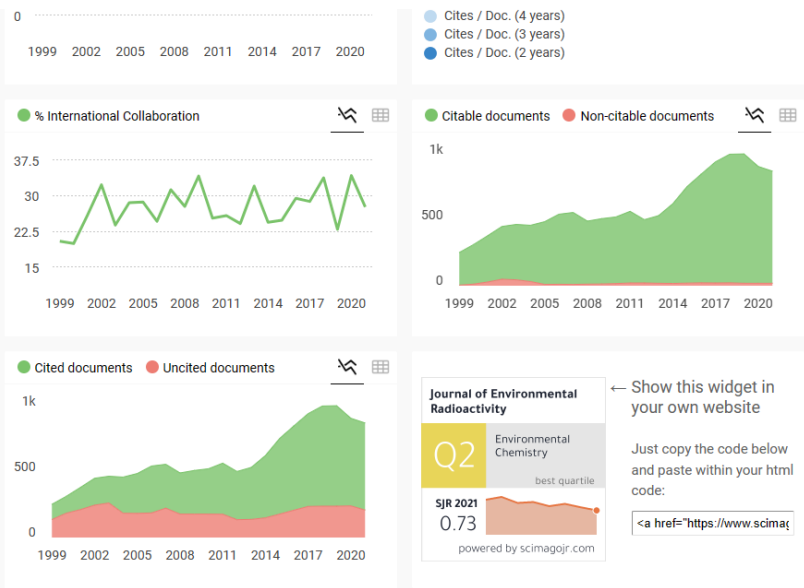 0
1999 2002 2005 2008 2011 2014 2017 2020
Cites / Doc. (4 years)
Cites / Doc. (3 years)
Cites / Doc. (2 years)
% International Collaboration
37.5
30
22.5
15
1999 2002 2005 2008 2011 2014 2017 2020
Citable documents Non-citable documents
1k
500
0
1999 2002 2005 2008 2011 2014 2017 2020
Cited documents Uncited documents
1k
500
0
1999 2002 2005 2008 2011 2014 2017 2020
Journal of Environmental
Radioactivity
Q2
Environmental
Chemistry
best quartile
SJR 2021
0.73
powered by scimagojr.com
← Show this widget in
your own website
Just copy the code below
and paste within your html
code:
<a href="https://www.scimag